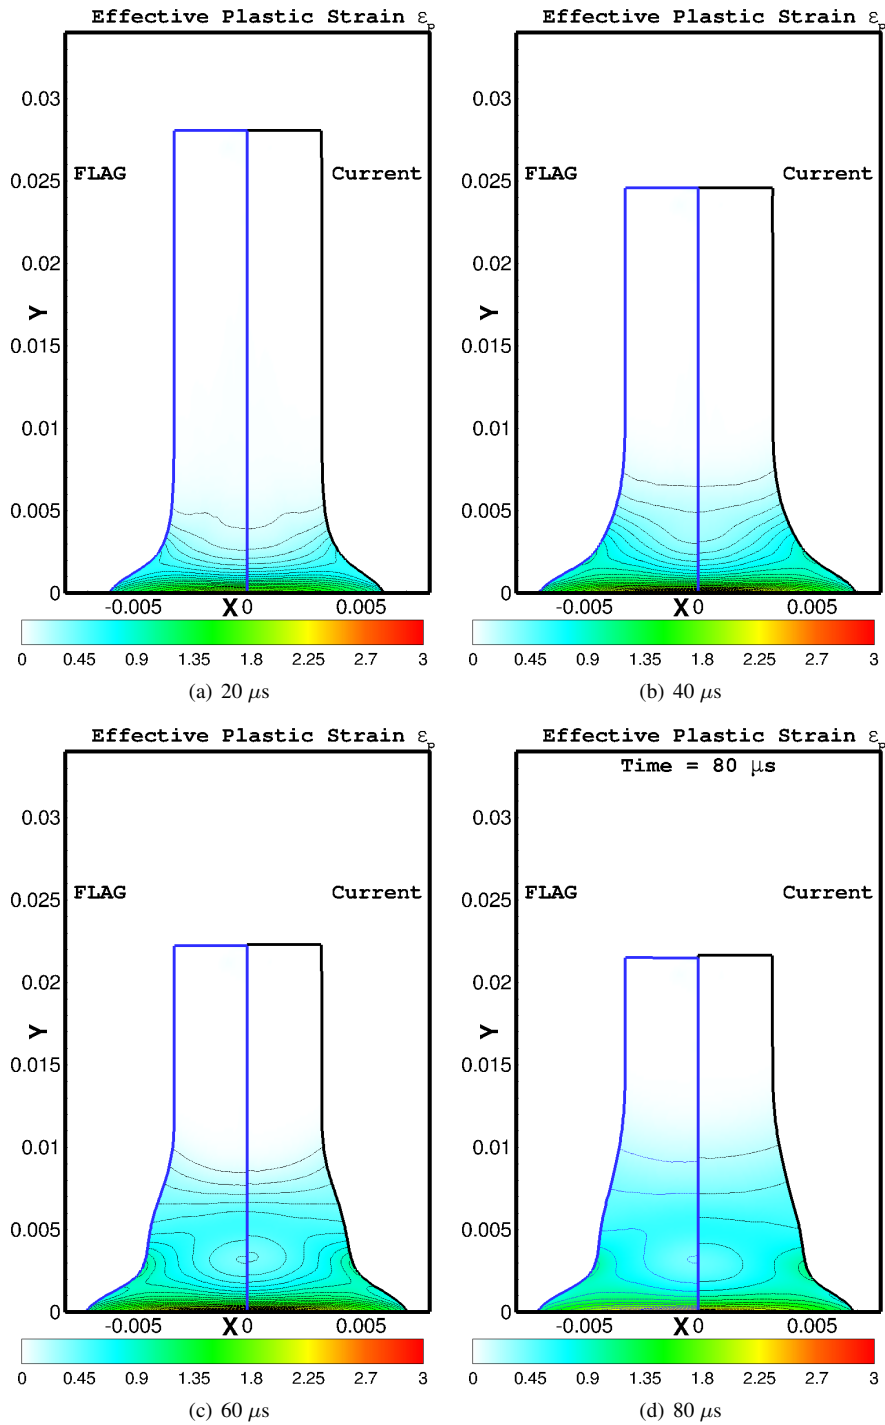 Effective Plastic Strain εp
Effective Plastic Strain εp
0.03
0.03
FLAG
Current
FLAG
Current
0.025
0.025
0.02
0.02
Y
Y
0.015
0.015
0.01
0.01
0.005
0.005
0
0
-0.005
X
0
0.005
-0.005
X
0
0.005
0 0.45 0.9 1.35 1.8 2.25 2.7 3
0 0.45 0.9 1.35 1.8 2.25 2.7 3
(a) 20 μs
(b) 40 μs
Effective Plastic Strain εp
Effective Plastic Strain εp
Time = 80 μs
0.03
0.03
FLAG
Current
FLAG
Current
0.025
0.025
0.02
0.02
Y
Y
0.015
0.015
0.01
0.01
0.005
0.005
0
0
-0.005
X
0
0.005
-0.005
X
0
0.005
0 0.45 0.9 1.35 1.8 2.25 2.7 3
0 0.45 0.9 1.35 1.8 2.25 2.7 3
(c) 60 μs
(d) 80 μs